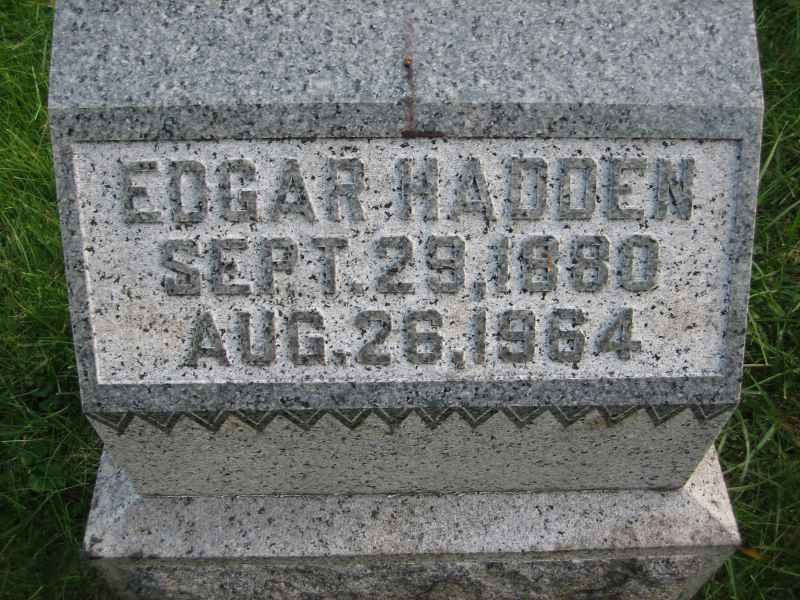 EDGAR HADDEN
SEPT. 29, 1880
AUG. 26, 1964